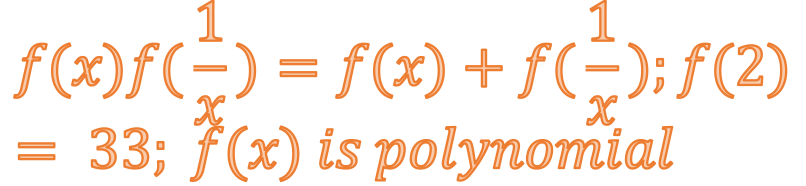 f(x)f(1/x) = f(x) + f(1/x); f(2)
= 33; f(x) is polynomial